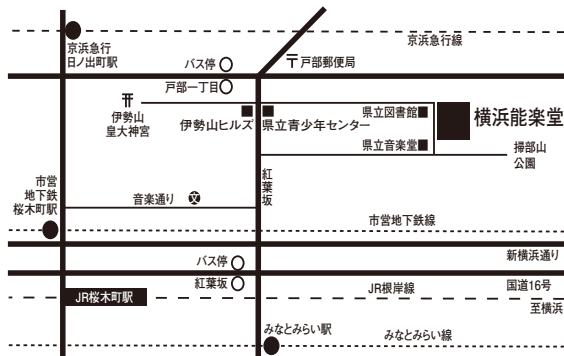 京浜急行線
京浜急行
日ノ出町駅
バス停
〒戸部郵便局
戸部一丁目
伊勢山
皇大神宮
伊勢山ヒルズ
県立青少年センター
県立図書館
県立音楽堂
横浜能楽堂
掃部山
公園
紅葉坂
市営
地下鉄
桜木町駅
音楽通り
文
市営地下鉄線
新横浜通り
バス停
紅葉坂
JR根岸線
国道16号
至横浜
JR桜木町駅
みなとみらい駅
みなとみらい線